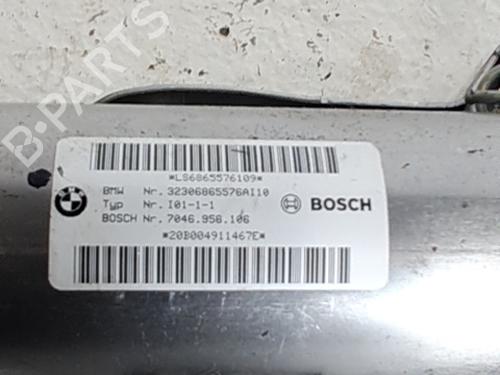 B-PARTS
*LS6865576109*
BMW Nr. 32306865576AI10
Typ Nr. I01-1-1
BOSCH Nr. 7046.958.106
BOSCH
*20B004911467E*